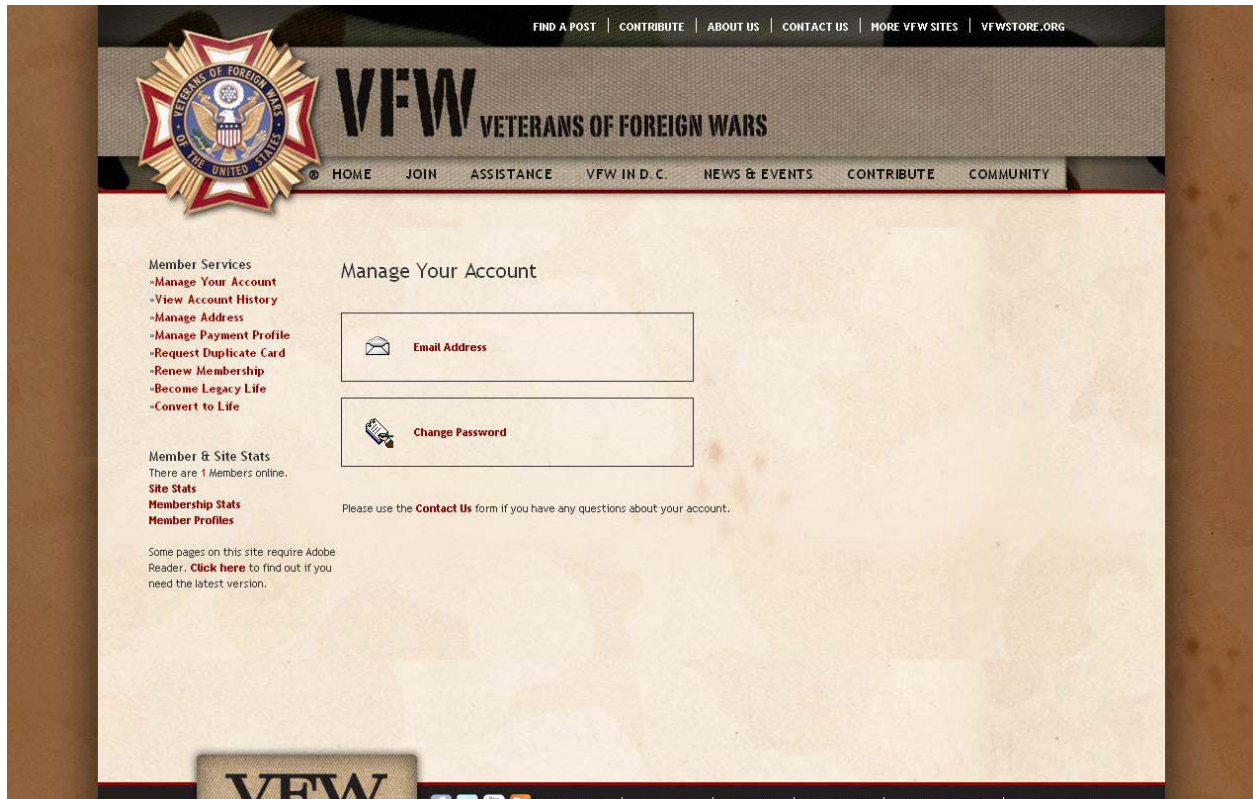 FIND A POST | CONTRIBUTE | ABOUT US | CONTACT US | MORE VFW SITES | VFWSTORE.ORG
VETERANS OF FOREIGN WARS
OF THE UNITED STATES
VFW VETERANS OF FOREIGN WARS
® HOME JOIN ASSISTANCE VFW IN D.C. NEWS & EVENTS CONTRIBUTE COMMUNITY
Member Services
»Manage Your Account
»View Account History
»Manage Address
»Manage Payment Profile
»Request Duplicate Card
»Renew Membership
»Become Legacy Life
»Convert to Life
Member & Site Stats
There are 1 Members online.
Site Stats
Membership Stats
Member Profiles
Some pages on this site require Adobe
Reader. Click here to find out if you
need the latest version.
Manage Your Account
Email Address
Change Password
Please use the Contact Us form if you have any questions about your account.
VFW